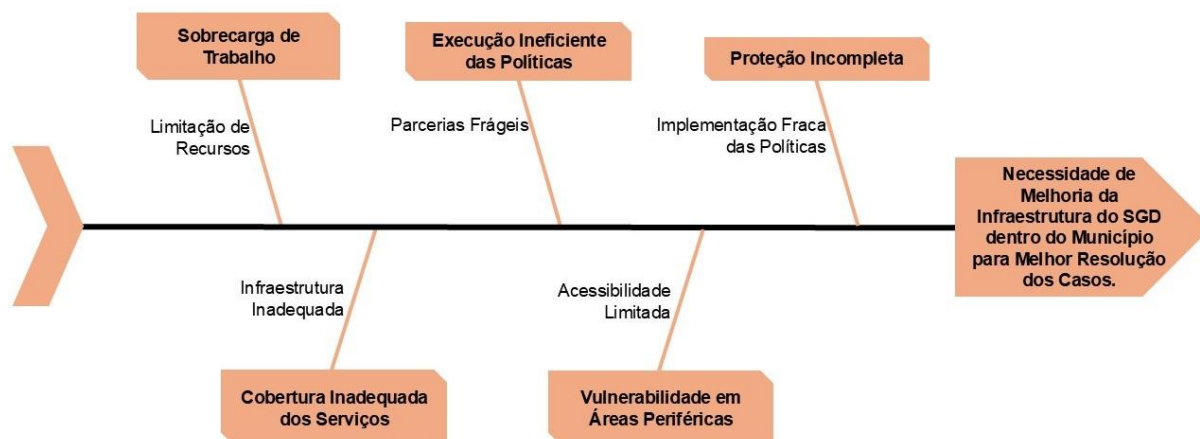 Sobrecarga de
Trabalho
Execução Ineficiente
das Políticas
Proteção Incompleta
Limitação de
Recursos
Parcerias Frágeis
Implementação Fraca
das Políticas
Necessidade de
Melhoria da
Infraestrutura do SGD
dentro do Município
para Melhor Resolução
dos Casos.
Infraestrutura
Inadequada
Acessibilidade
Limitada
Cobertura Inadequada
dos Serviços
Vulnerabilidade em
Áreas Periféricas